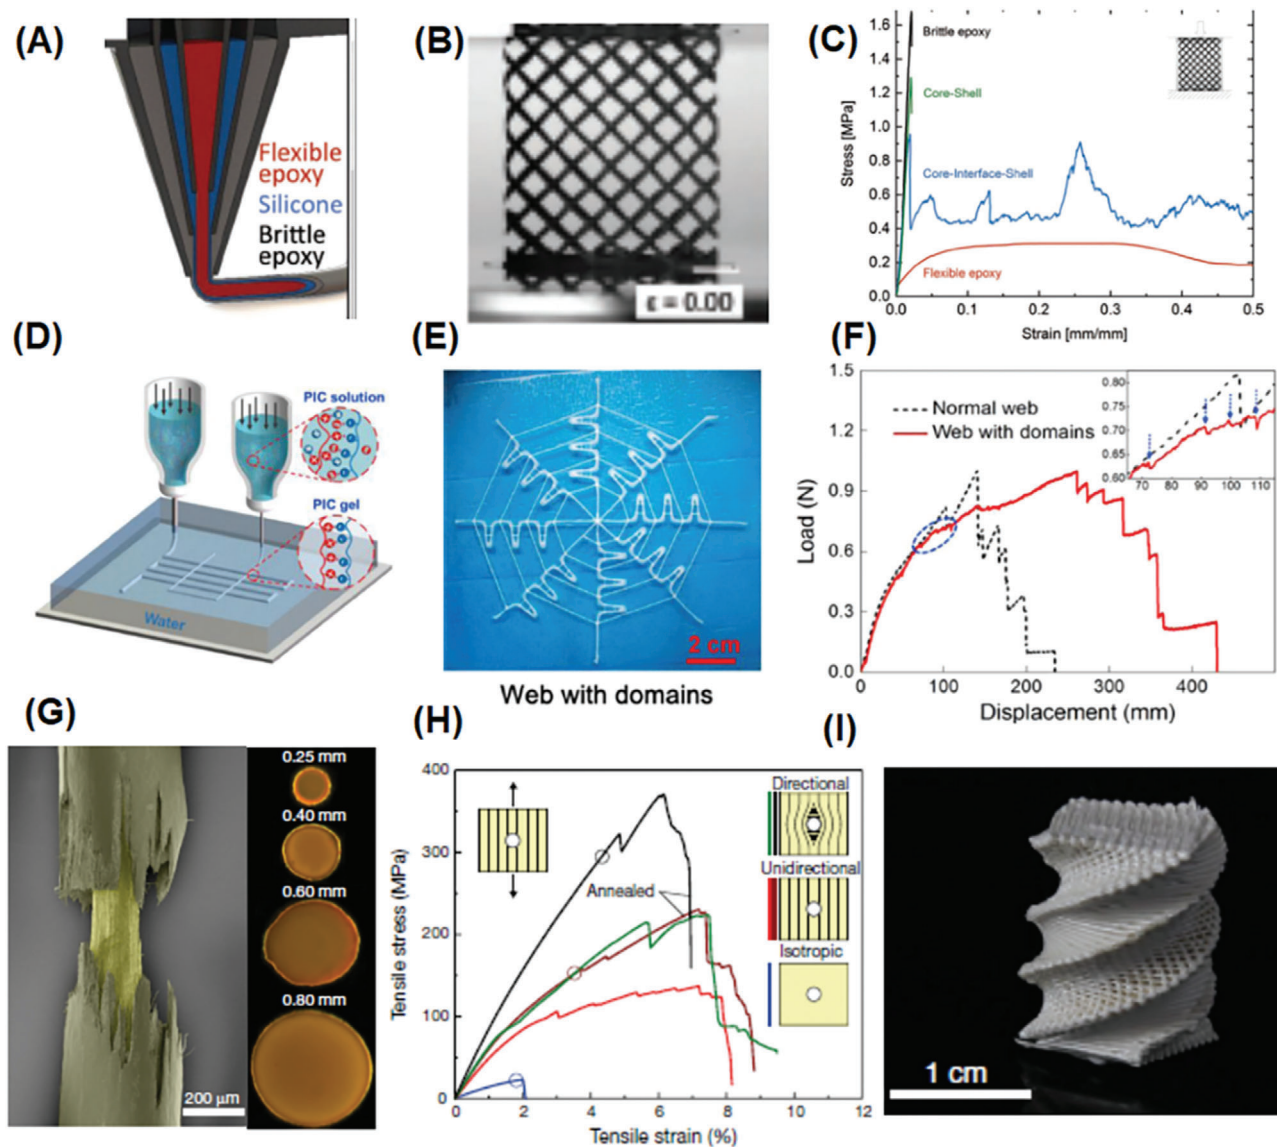 (A)
Flexible
epoxy
Silicone
Brittle
epoxy
(B)
ε = 0.00
(C)
Stress [MPa]
1.6
1.4
1.2
1.0
0.8
0.6
0.4
0.2
0.0
Brittle epoxy
Core-Shell
Core-Interface-Shell
Flexible epoxy
0.0 0.1 0.2 0.3 0.4 0.5
Strain [mm/mm]
(D)
PIC solution
PIC gel
Water
(E)
2 cm
Web with domains
(F)
Load (N)
1.5
1.2
0.9
0.6
0.3
0.0
Normal web
Web with domains
0.80
0.75
0.70
0.65
0.60
70 80 90 100 110
0 100 200 300 400
Displacement (mm)
(G)
200 µm
0.25 mm
0.40 mm
0.60 mm
0.80 mm
(H)
Tensile stress (MPa)
400
300
200
100
0
Annealed
Directional
Unidirectional
Isotropic
0 2 4 6 8 10 12
Tensile strain (%)
(I)
1 cm